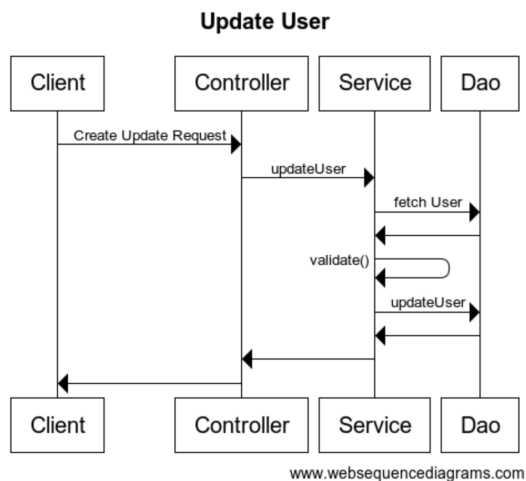 Update User
Client Controller Service Dao
Create Update Request
updateUser
fetch User
validate()
updateUser
Client Controller Service Dao
www.websequencediagrams.com